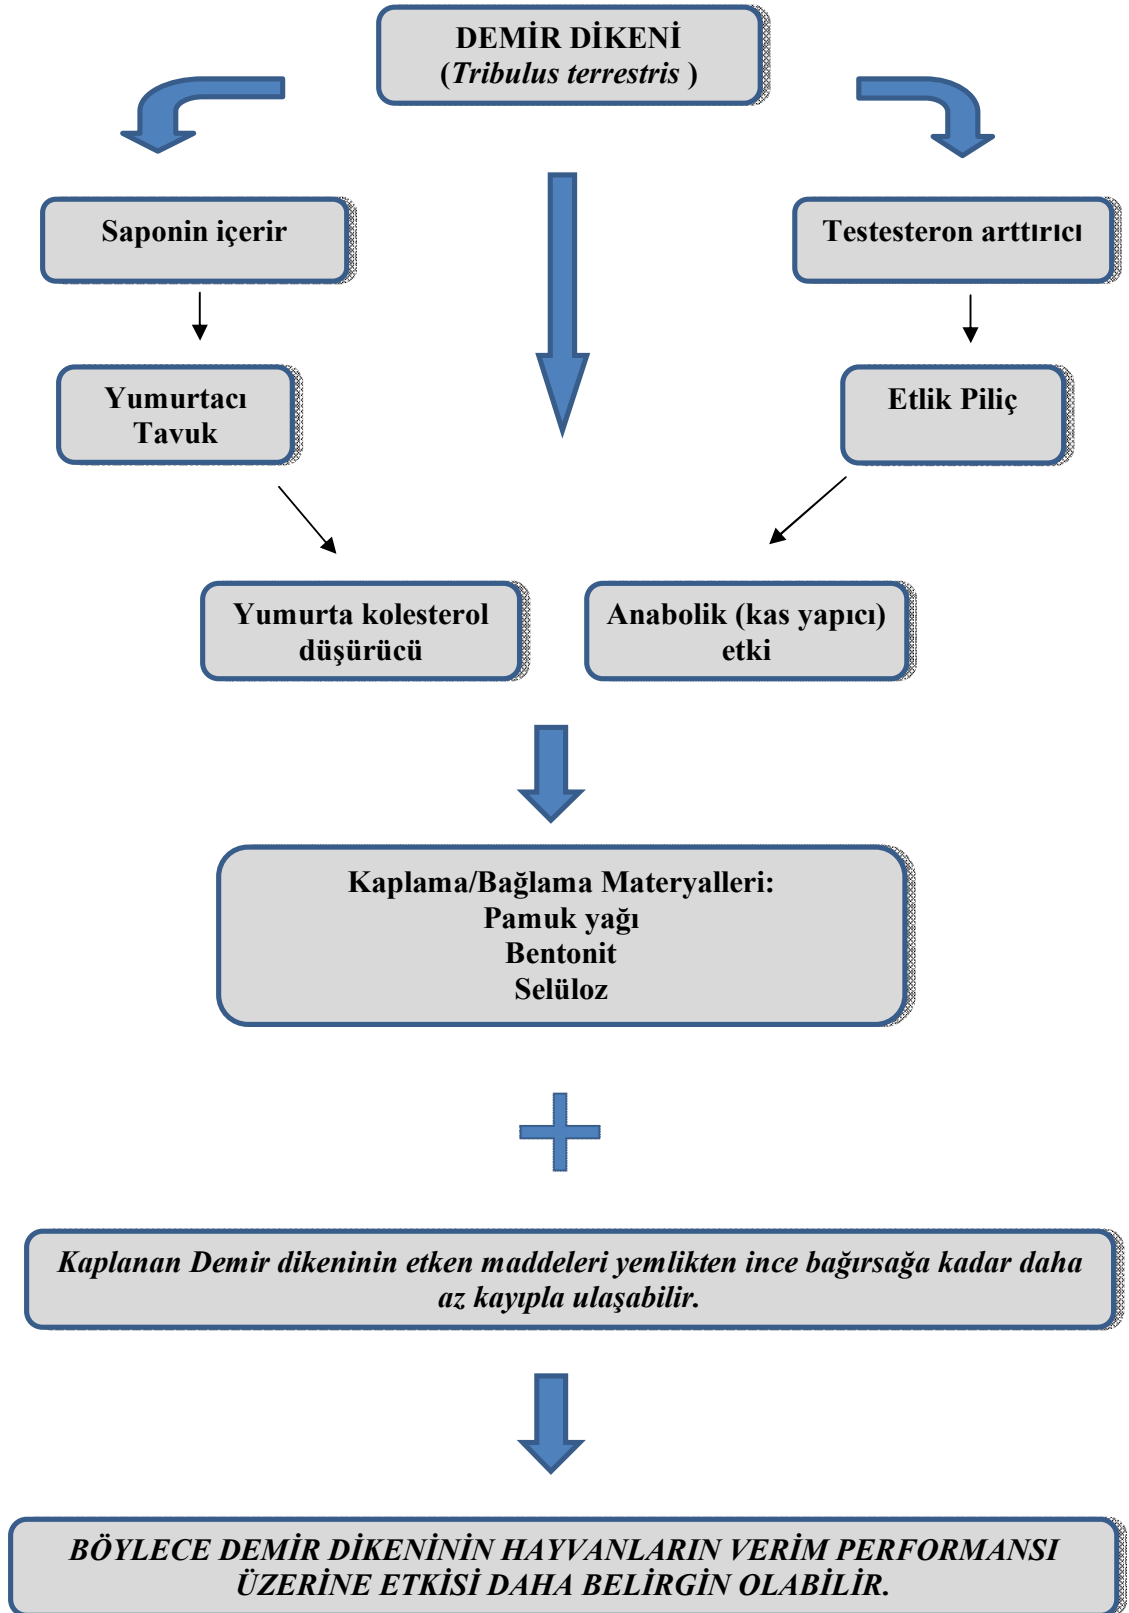 DEMİR DİKENİ
(Tribulus terrestris )
Saponin içerir
Testesteron arttırıcı
Yumurtacı
Tavuk
Etlik Piliç
Yumurta kolesterol
düşürücü
Anabolik (kas yapıcı)
etki
Kaplama/Bağlama Materyalleri:
Pamuk yağı
Bentonit
Selüloz
Kaplanan Demir dikeninin etken maddeleri yemlikten ince bağırsağa kadar daha
az kayıpla ulaşabilir.
BÖYLECE DEMİR DİKENİNİN HAYVANLARIN VERİM PERFORMANSI
ÜZERİNE ETKİSİ DAHA BELİRGİN OLABİLİR.